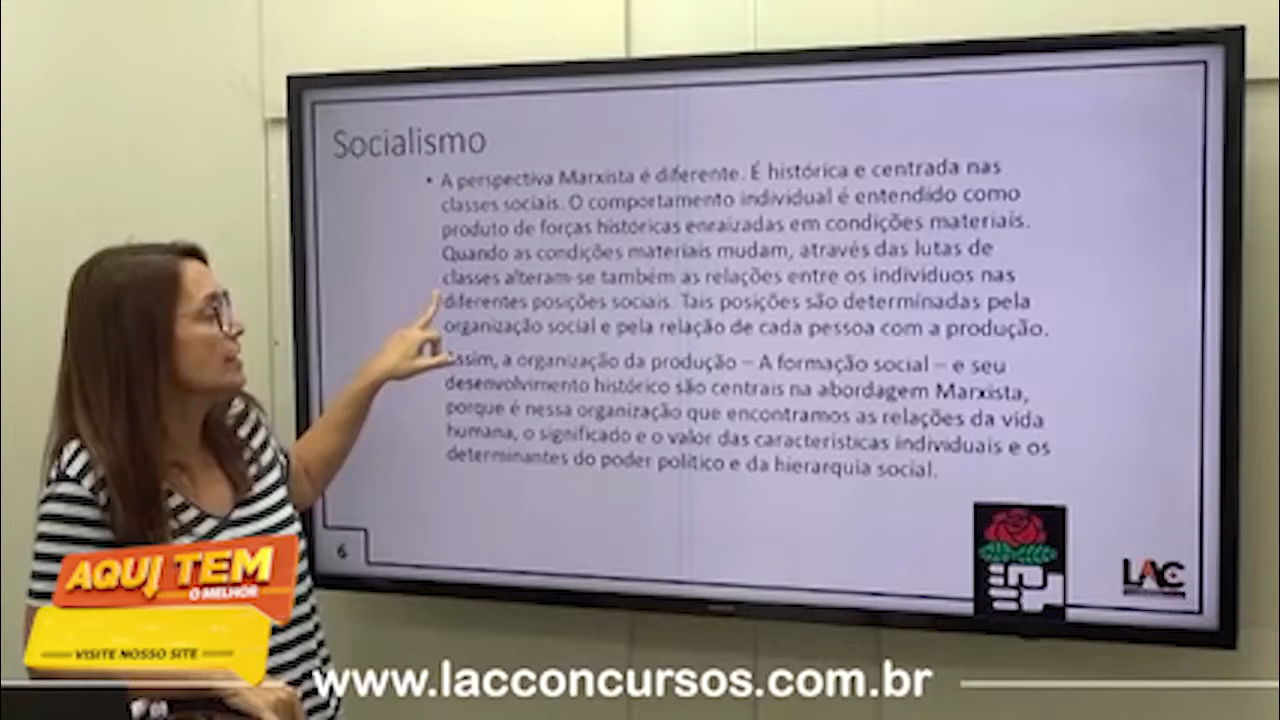 Socialismo
• A perspectiva Marxista é diferente. É histórica e centrada nas
classes sociais. O comportamento individual é entendido como
produto de forças históricas enraizadas em condições materiais.
Quando as condições materiais mudam, através das lutas de
classes alteram-se também as relações entre os indivíduos nas
diferentes posições sociais. Tais posições são determinadas pela
organização social e pela relação de cada pessoa com a produção.
Assim, a organização da produção – A formação social – e seu
desenvolvimento histórico são centrais na abordagem Marxista,
porque é nessa organização que encontramos as relações da vida
humana, o significado e o valor das características individuais e os
determinantes do poder político e da hierarquia social.
6
LAC
AQUI TEM
O MELHOR
VISITE NOSSO SITE
www.lacconcursos.com.br